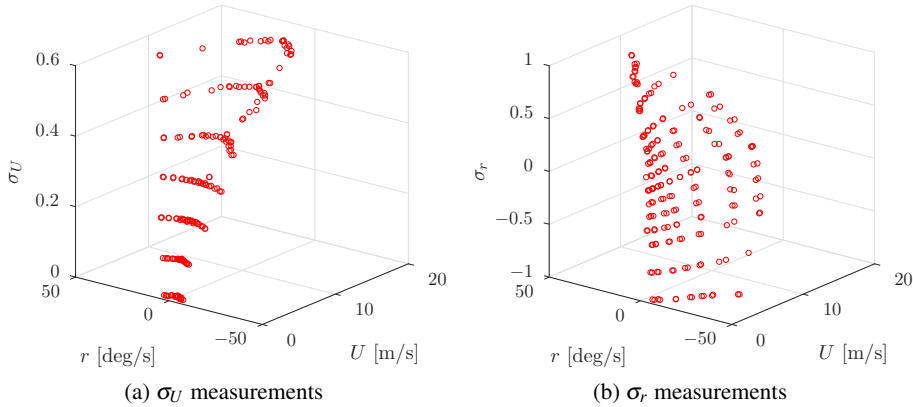 0.6
0.4
0.2
0
σ_U
50
0
−50
r [deg/s]
0
10
20
U [m/s]
(a) σ_U measurements
1
0.5
0
−0.5
−1
σ_r
50
0
−50
r [deg/s]
0
10
20
U [m/s]
(b) σ_r measurements